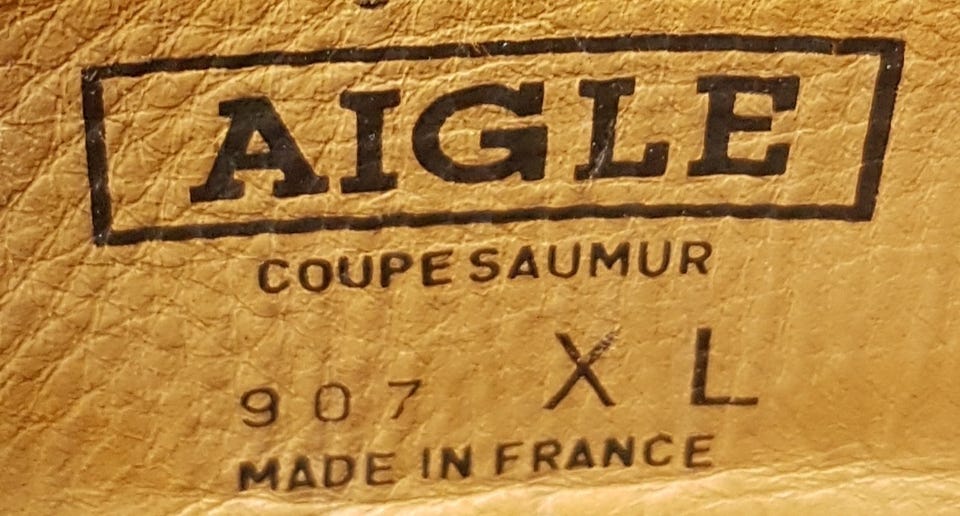 AIGLE
COUPE SAUMUR
907 XL
MADE IN FRANCE